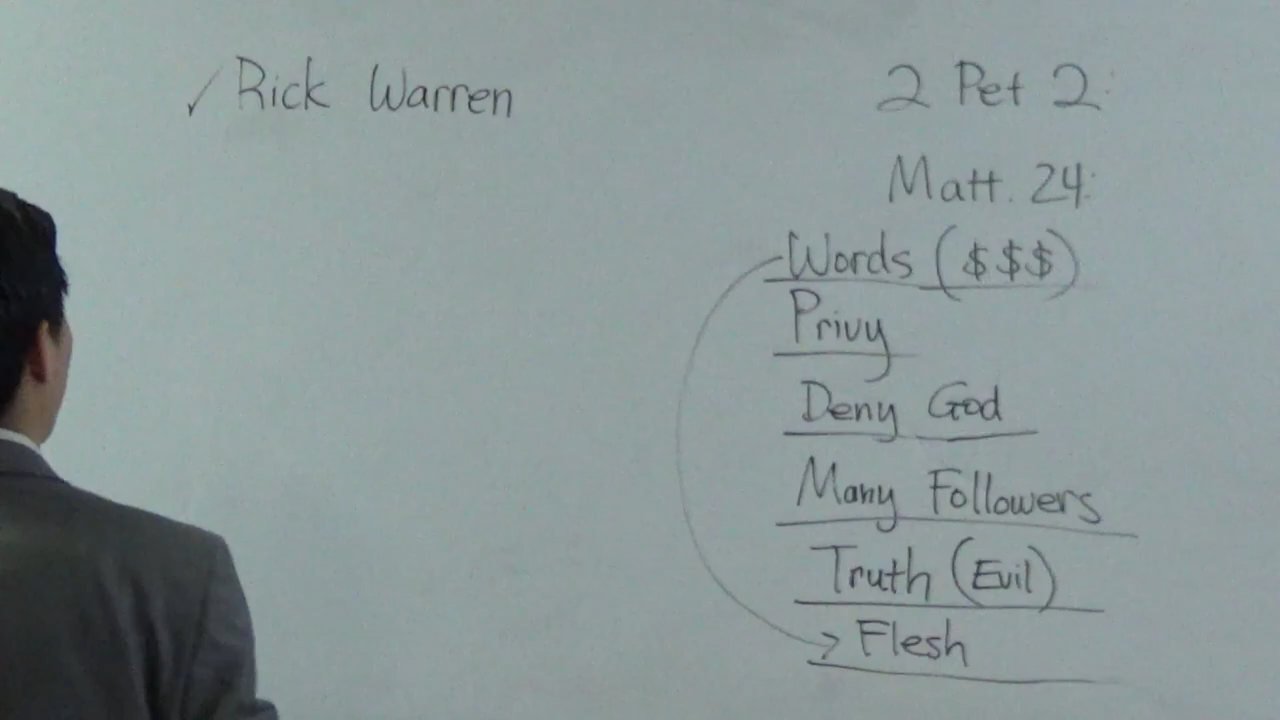 ✓ Rick Warren
2 Pet 2:
Matt. 24:
Words ($$$)
Privy
Deny God
Many Followers
Truth (Evil)
→ Flesh